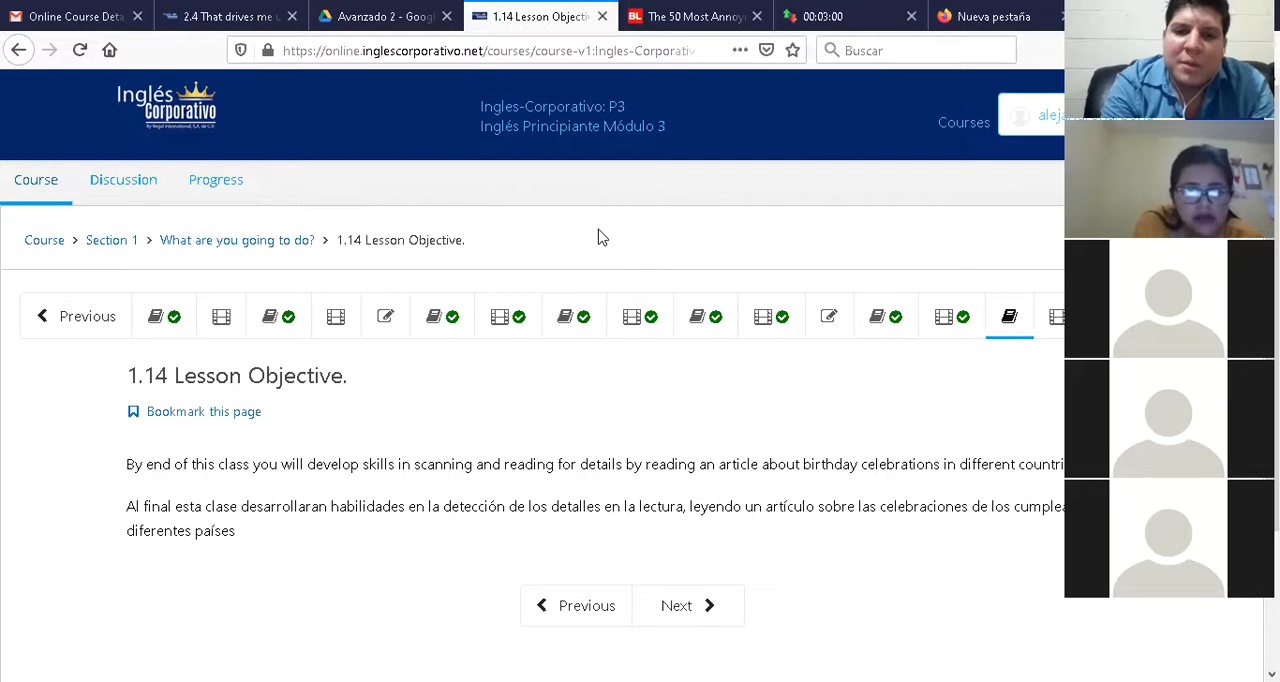 Online Course Deta
2.4 That drives me u
Avanzado 2 - Goog
1.14 Lesson Objecti
BL The 50 Most Annoy
00:03:00
Nueva pestaña
https://online.inglescorporativo.net/courses/course-v1:Ingles-Corporativ
Buscar
Inglés
Corporativo
Ingles-Corporativo: P3
Inglés Principiante Módulo 3
Courses
Course
Discussion
Progress
Course > Section 1 > What are you going to do? > 1.14 Lesson Objective.
Previous
1.14 Lesson Objective.
Bookmark this page
By end of this class you will develop skills in scanning and reading for details by reading an article about birthday celebrations in different countri
Al final esta clase desarrollaran habilidades en la detección de los detalles en la lectura, leyendo un artículo sobre las celebraciones de los cumplea
diferentes países
Previous
Next